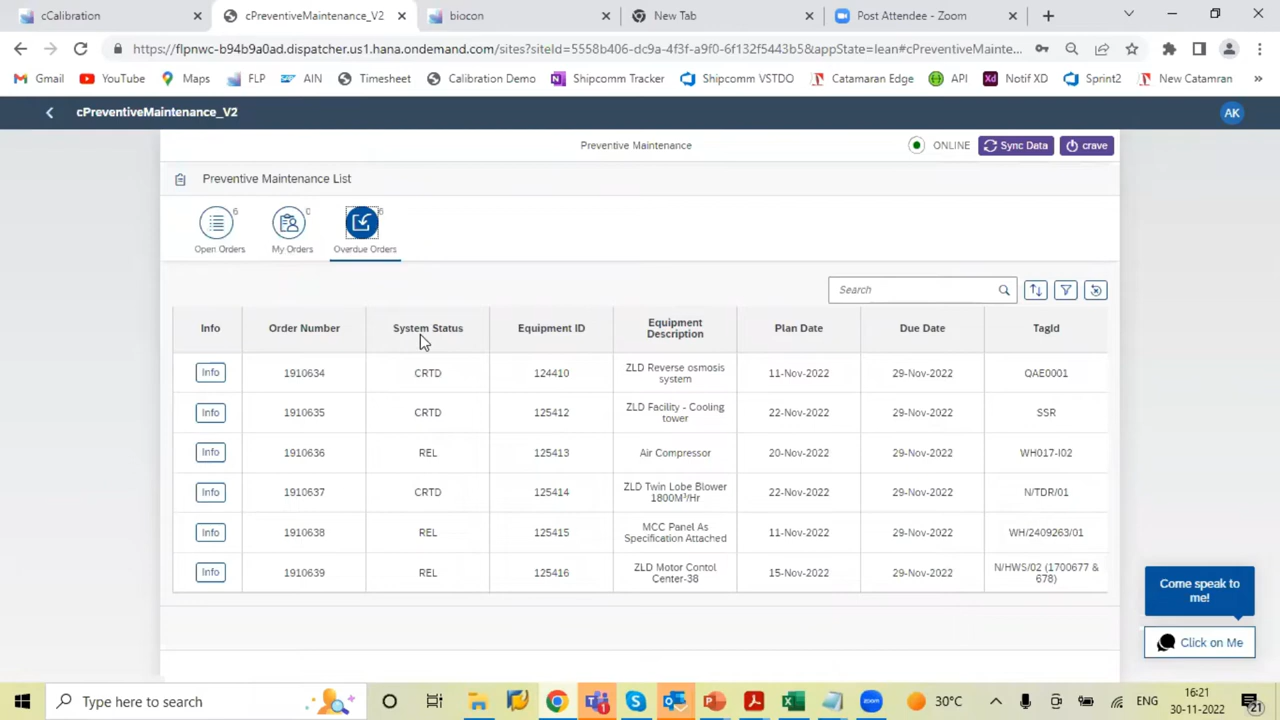 cCalibration
cPreventiveMaintenance_V2
biocon
New Tab
Post Attendee - Zoom
https://flpnwc-b94b9a0ad.dispatcher.us1.hana.ondemand.com/sites?siteId=5558b406-dc9a-4f3f-a9f0-6f132f5443b5&appState=lean#cPreventiveMainte...
Gmail YouTube Maps FLP AIN Timesheet Calibration Demo Shipcomm Tracker Shipcomm VSTDO Catamaran Edge API Notif XD Sprint2 New Catamran »
cPreventiveMaintenance_V2 AK
Preventive Maintenance ONLINE Sync Data crave
Preventive Maintenance List
6 0 6
Open Orders My Orders Overdue Orders
Search
Info Order Number System Status Equipment ID Equipment Description Plan Date Due Date TagId
Info 1910634 CRTD 124410 ZLD Reverse osmosis system 11-Nov-2022 29-Nov-2022 QAE0001
Info 1910635 CRTD 125412 ZLD Facility - Cooling tower 22-Nov-2022 29-Nov-2022 SSR
Info 1910636 REL 125413 Air Compressor 20-Nov-2022 29-Nov-2022 WH017-I02
Info 1910637 CRTD 125414 ZLD Twin Lobe Blower 1800M³/Hr 22-Nov-2022 29-Nov-2022 N/TDR/01
Info 1910638 REL 125415 MCC Panel As Specification Attached 11-Nov-2022 29-Nov-2022 WH/2409263/01
Info 1910639 REL 125416 ZLD Motor Contol Center-38 15-Nov-2022 29-Nov-2022 N/HWS/02 (1700677 & 678)
Come speak to me!
Click on Me
Type here to search
30°C
ENG
16:21
30-11-2022
21